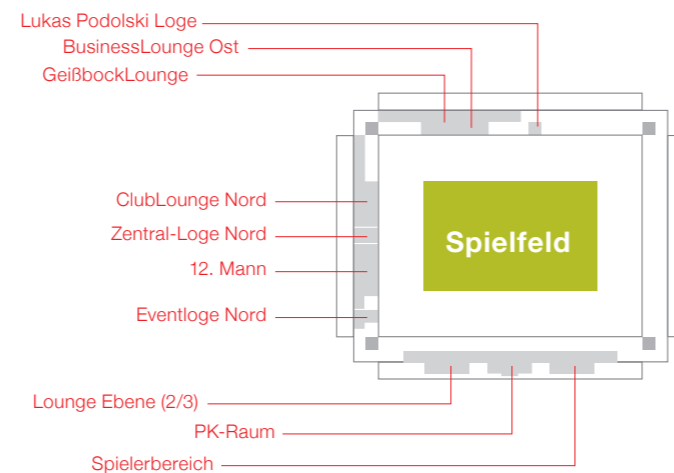 Lukas Podolski Loge
BusinessLounge Ost
GeißbockLounge
ClubLounge Nord
Zentral-Loge Nord
12. Mann
Eventloge Nord
Spielfeld
Lounge Ebene (2/3)
PK-Raum
Spielerbereich